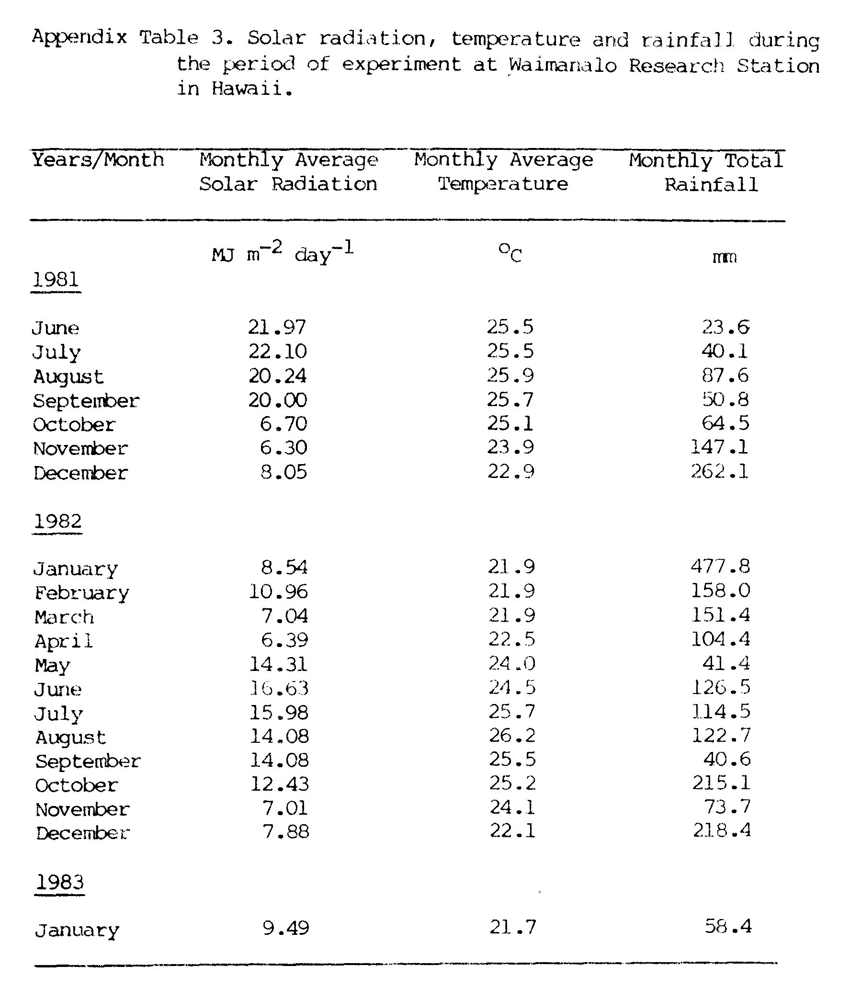 Appendix Table 3. Solar radiation, temperature and rainfall during
the period of experiment at Waimanalo Research Station
in Hawaii.
Years/Month Monthly Average Monthly Average Monthly Total
Solar Radiation Temperature Rainfall
MJ m⁻² day⁻¹ °C mm
1981
June 21.97 25.5 23.6
July 22.10 25.5 40.1
August 20.24 25.9 87.6
September 20.00 25.7 50.8
October 6.70 25.1 64.5
November 6.30 23.9 147.1
December 8.05 22.9 262.1
1982
January 8.54 21.9 477.8
February 10.96 21.9 158.0
March 7.04 21.9 151.4
April 6.39 22.5 104.4
May 14.31 24.0 41.4
June 16.63 24.5 126.5
July 15.98 25.7 114.5
August 14.08 26.2 122.7
September 14.08 25.5 40.6
October 12.43 25.2 215.1
November 7.01 24.1 73.7
December 7.88 22.1 218.4
1983
January 9.49 21.7 58.4